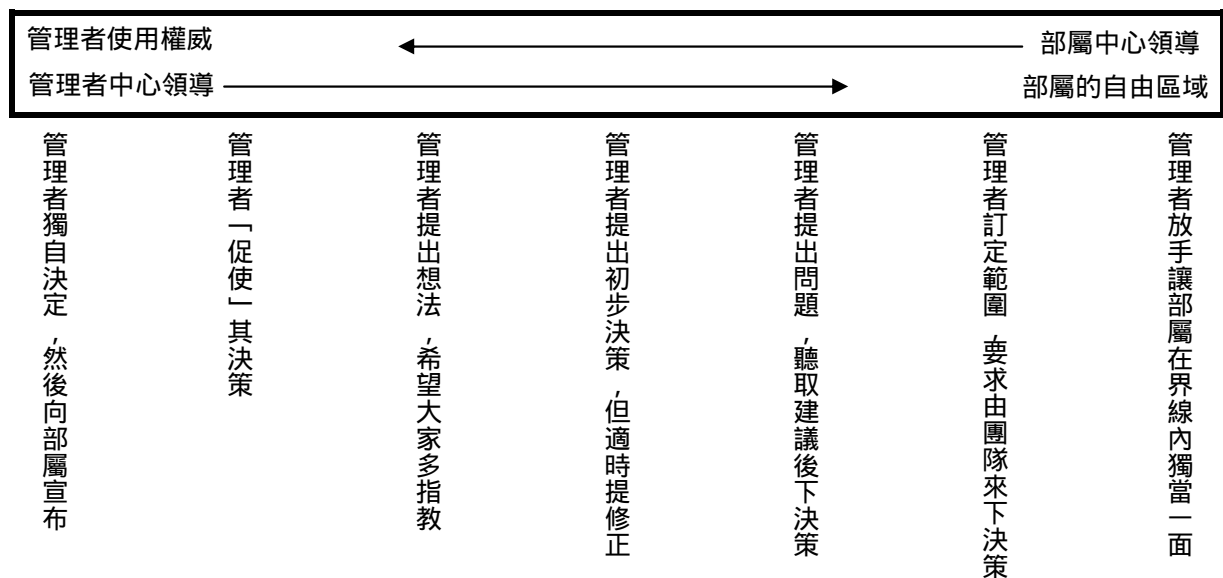 管理者使用權威
部屬中心領導
管理者中心領導
部屬的自由區域
管理者獨自決定，然後向部屬宣布
管理者「促使」其決策
管理者提出想法，希望大家多指教
管理者提出初步決策，但適時提修正
管理者提出問題，聽取建議後下決策
管理者訂定範圍，要求由團隊來下決策
管理者放手讓部屬在界線內獨當一面